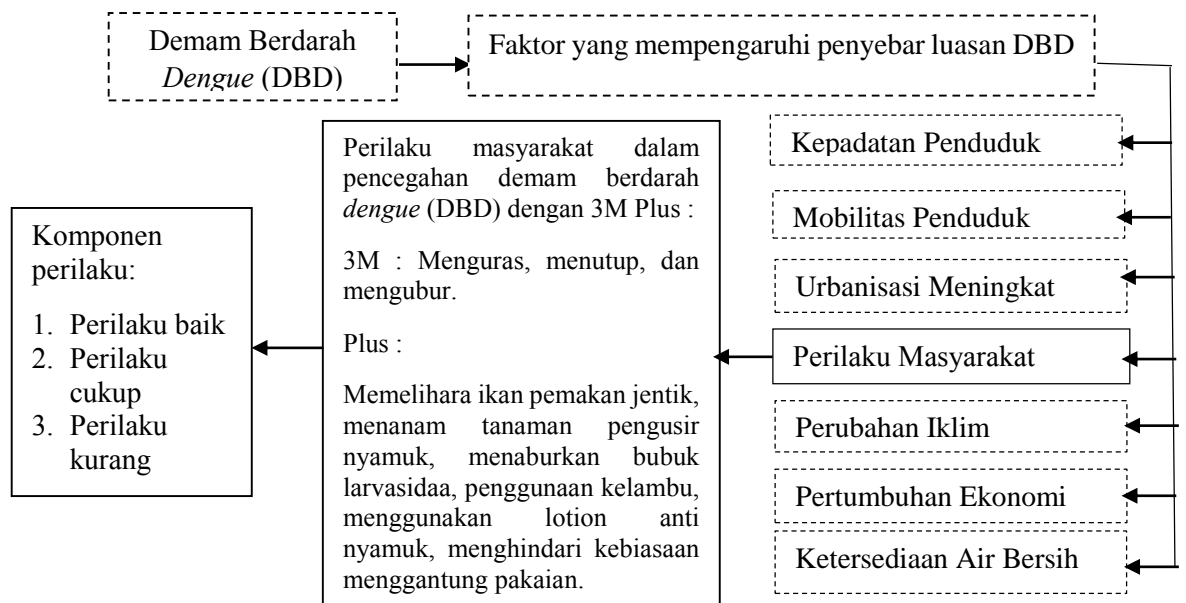 Demam Berdarah
Dengue (DBD)
Faktor yang mempengaruhi penyebar luasan DBD
Kepadatan Penduduk
Mobilitas Penduduk
Urbanisasi Meningkat
Perilaku Masyarakat
Perubahan Iklim
Pertumbuhan Ekonomi
Ketersediaan Air Bersih
Perilaku masyarakat dalam
pencegahan demam berdarah
dengue (DBD) dengan 3M Plus :
3M : Menguras, menutup, dan
mengubur.
Plus :
Memelihara ikan pemakan jentik,
menanam tanaman pengusir
nyamuk, menaburkan bubuk
larvasidaa, penggunaan kelambu,
menggunakan lotion anti
nyamuk, menghindari kebiasaan
menggantung pakaian.
Komponen
perilaku:
1. Perilaku baik
2. Perilaku
cukup
3. Perilaku
kurang